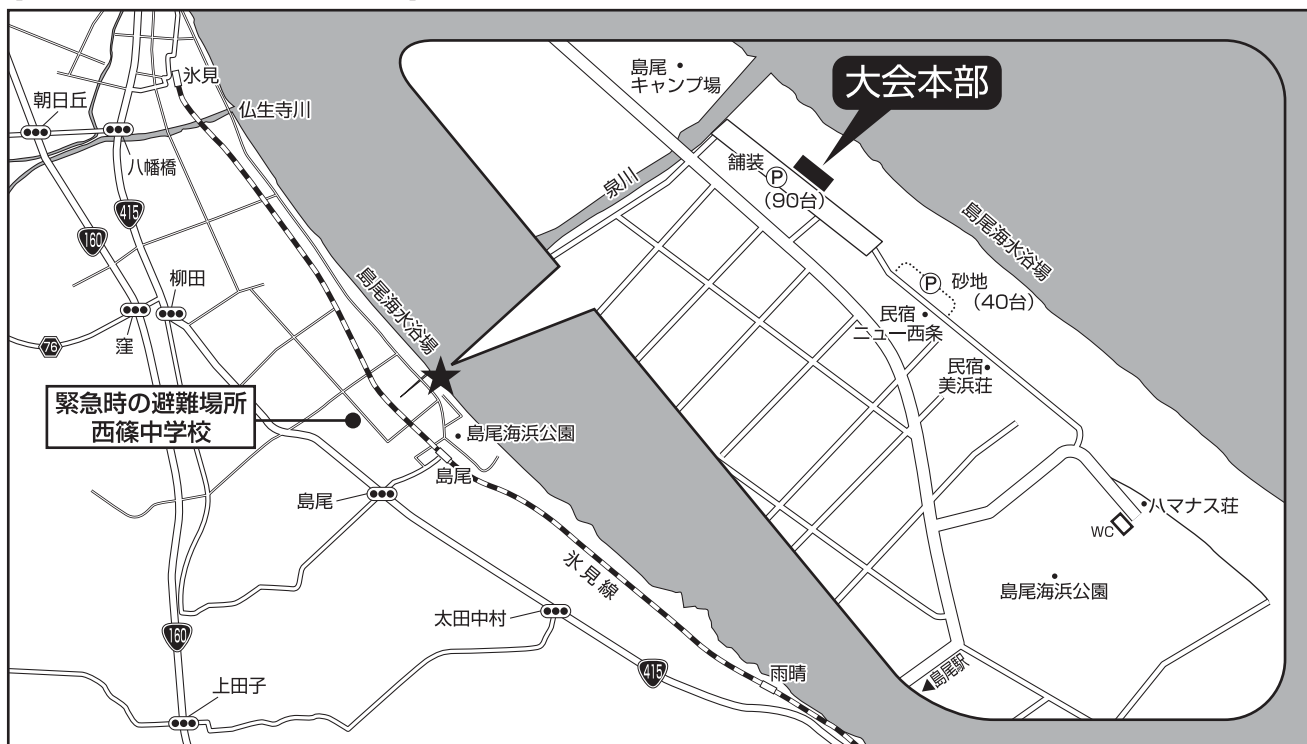 氷見
朝日丘
仏生寺川
八幡橋
415
160
柳田
窪
76
島尾海水浴場
緊急時の避難場所
西條中学校
島尾海浜公園
島尾
島尾
氷見線
太田中村
160
415
雨晴
上田子
島尾
キャンプ場
大会本部
泉川
舗装
P
(90台)
島尾海水浴場
P
砂地
(40台)
民宿
ニュー西条
民宿
美浜荘
ハマナス荘
WC
島尾海浜公園
▲島尾駅